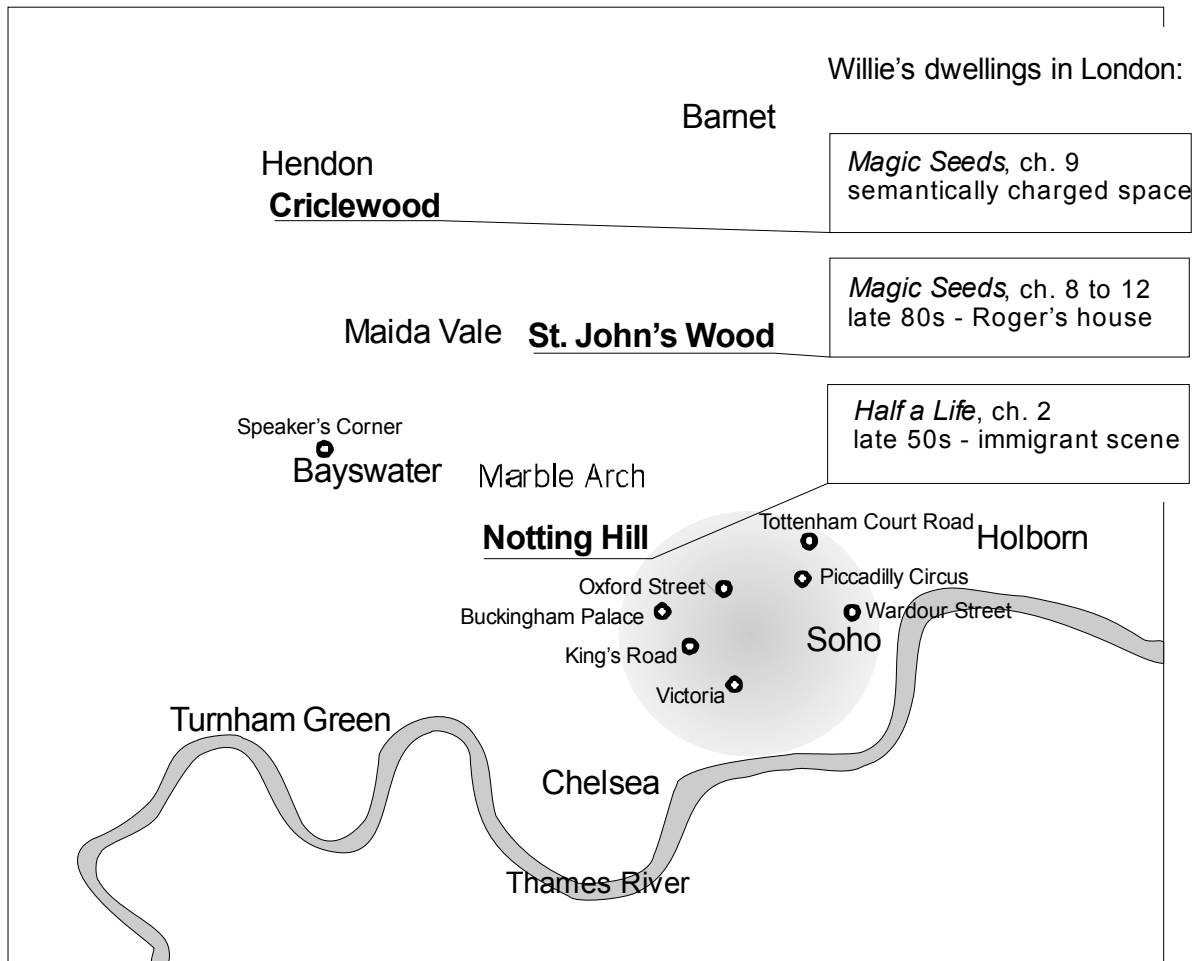 Willie's dwellings in London:
Barnet
Magic Seeds, ch. 9
semantically charged space
Hendon
Criclewood
Magic Seeds, ch. 8 to 12
late 80s - Roger's house
Maida Vale
St. John's Wood
Half a Life, ch. 2
late 50s - immigrant scene
Speaker's Corner
Bayswater
Marble Arch
Notting Hill
Tottenham Court Road
Holborn
Oxford Street
Piccadilly Circus
Buckingham Palace
Wardour Street
Soho
King's Road
Victoria
Turnham Green
Chelsea
Thames River